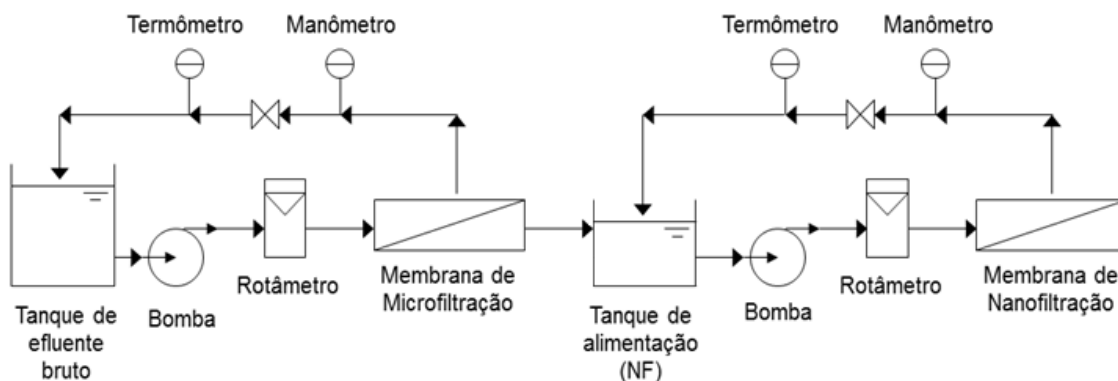 Termômetro
Manômetro
Termômetro
Manômetro
Tanque de
efluente
bruto
Bomba
Rotâmetro
Membrana de
Microfiltração
Tanque de
alimentação
(NF)
Bomba
Rotâmetro
Membrana de
Nanofiltração